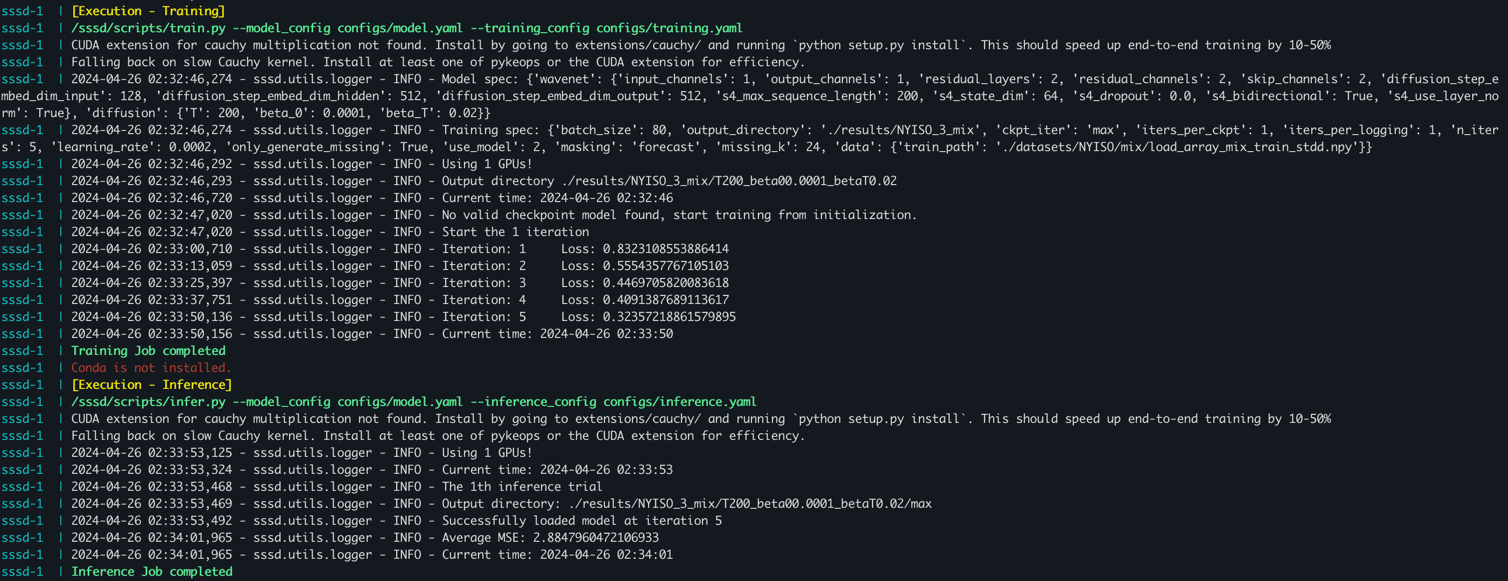 sssd-1  | [Execution - Training]
sssd-1  | /sssd/scripts/train.py --model_config configs/model.yaml --training_config configs/training.yaml
sssd-1  | CUDA extension for cauchy multiplication not found. Install by going to extensions/cauchy/ and running `python setup.py install`. This should speed up end-to-end training by 10-50%
sssd-1  | Falling back on slow Cauchy kernel. Install at least one of pykeops or the CUDA extension for efficiency.
sssd-1  | 2024-04-26 02:32:46,274 - sssd.utils.logger - INFO - Model spec: {'wavenet': {'input_channels': 1, 'output_channels': 1, 'residual_layers': 2, 'residual_channels': 2, 'skip_channels': 2, 'diffusion_step_e
mbed_dim_input': 128, 'diffusion_step_embed_dim_hidden': 512, 'diffusion_step_embed_dim_output': 512, 's4_max_sequence_length': 200, 's4_state_dim': 64, 's4_dropout': 0.0, 's4_bidirectional': True, 's4_use_layer_no
rm': True}, 'diffusion': {'T': 200, 'beta_0': 0.0001, 'beta_T': 0.02}}
sssd-1  | 2024-04-26 02:32:46,274 - sssd.utils.logger - INFO - Training spec: {'batch_size': 80, 'output_directory': './results/NYISO_3_mix', 'ckpt_iter': 'max', 'iters_per_ckpt': 1, 'iters_per_logging': 1, 'n_iter
s': 5, 'learning_rate': 0.0002, 'only_generate_missing': True, 'use_model': 2, 'masking': 'forecast', 'missing_k': 24, 'data': {'train_path': './datasets/NYISO/mix/load_array_mix_train_stdd.npy'}}
sssd-1  | 2024-04-26 02:32:46,292 - sssd.utils.logger - INFO - Using 1 GPUs!
sssd-1  | 2024-04-26 02:32:46,293 - sssd.utils.logger - INFO - Output directory ./results/NYISO_3_mix/T200_beta00.0001_betaT0.02
sssd-1  | 2024-04-26 02:32:46,720 - sssd.utils.logger - INFO - Current time: 2024-04-26 02:32:46
sssd-1  | 2024-04-26 02:32:47,020 - sssd.utils.logger - INFO - No valid checkpoint model found, start training from initialization.
sssd-1  | 2024-04-26 02:32:47,020 - sssd.utils.logger - INFO - Start the 1 iteration
sssd-1  | 2024-04-26 02:33:00,710 - sssd.utils.logger - INFO - Iteration: 1     Loss: 0.8323108553886414
sssd-1  | 2024-04-26 02:33:13,059 - sssd.utils.logger - INFO - Iteration: 2     Loss: 0.5554357767105103
sssd-1  | 2024-04-26 02:33:25,397 - sssd.utils.logger - INFO - Iteration: 3     Loss: 0.4469705820083618
sssd-1  | 2024-04-26 02:33:37,751 - sssd.utils.logger - INFO - Iteration: 4     Loss: 0.4091387689113617
sssd-1  | 2024-04-26 02:33:50,136 - sssd.utils.logger - INFO - Iteration: 5     Loss: 0.32357218861579895
sssd-1  | 2024-04-26 02:33:50,156 - sssd.utils.logger - INFO - Current time: 2024-04-26 02:33:50
sssd-1  | Training Job completed
sssd-1  | Conda is not installed.
sssd-1  | [Execution - Inference]
sssd-1  | /sssd/scripts/infer.py --model_config configs/model.yaml --inference_config configs/inference.yaml
sssd-1  | CUDA extension for cauchy multiplication not found. Install by going to extensions/cauchy/ and running `python setup.py install`. This should speed up end-to-end training by 10-50%
sssd-1  | Falling back on slow Cauchy kernel. Install at least one of pykeops or the CUDA extension for efficiency.
sssd-1  | 2024-04-26 02:33:53,125 - sssd.utils.logger - INFO - Using 1 GPUs!
sssd-1  | 2024-04-26 02:33:53,324 - sssd.utils.logger - INFO - Current time: 2024-04-26 02:33:53
sssd-1  | 2024-04-26 02:33:53,468 - sssd.utils.logger - INFO - The 1th inference trial
sssd-1  | 2024-04-26 02:33:53,469 - sssd.utils.logger - INFO - Output directory: ./results/NYISO_3_mix/T200_beta00.0001_betaT0.02/max
sssd-1  | 2024-04-26 02:33:53,492 - sssd.utils.logger - INFO - Successfully loaded model at iteration 5
sssd-1  | 2024-04-26 02:34:01,965 - sssd.utils.logger - INFO - Average MSE: 2.8847960472106933
sssd-1  | 2024-04-26 02:34:01,965 - sssd.utils.logger - INFO - Current time: 2024-04-26 02:34:01
sssd-1  | Inference Job completed